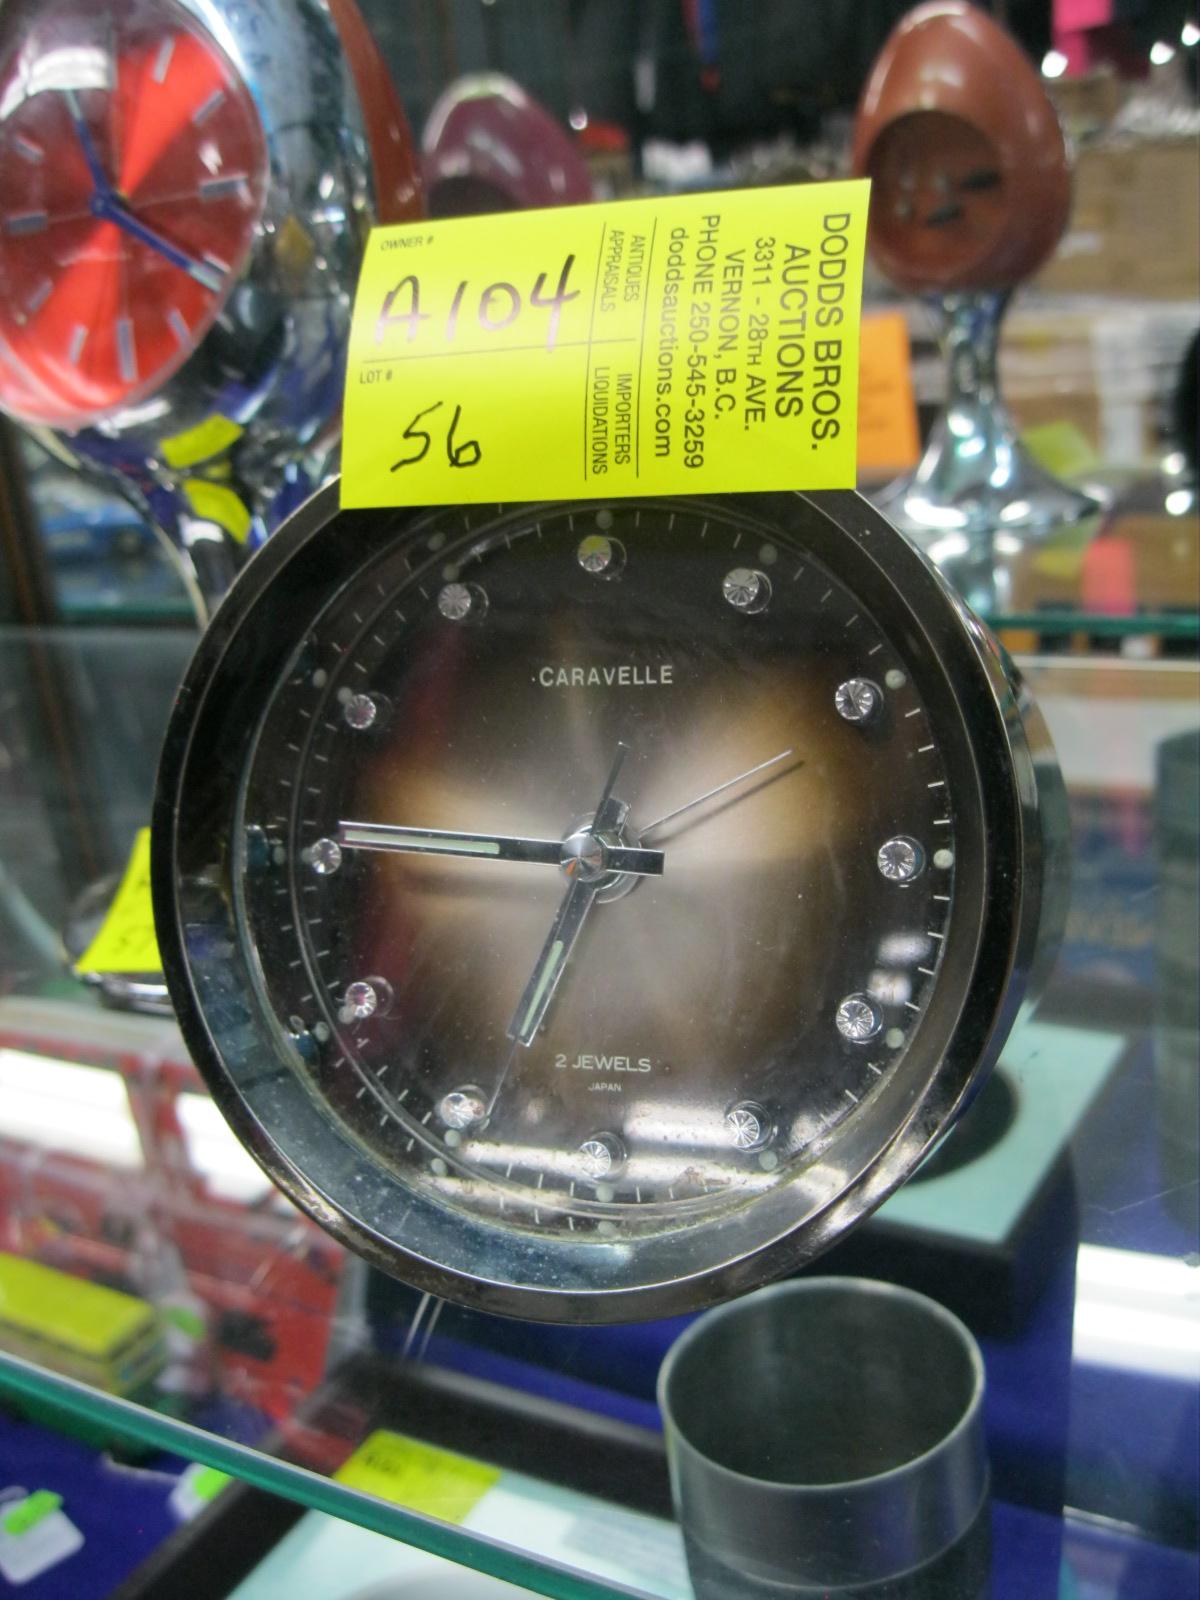 OWNER #
A104
LOT #
56
ANTIQUES
APPRAISALS
IMPORTERS
LIQUIDATIONS
DODDS BROS.
AUCTIONS
3311 - 28TH AVE.
VERNON, B.C.
PHONE 250-545-3259
doddsauctions.com
CARAVELLE
2 JEWELS
JAPAN